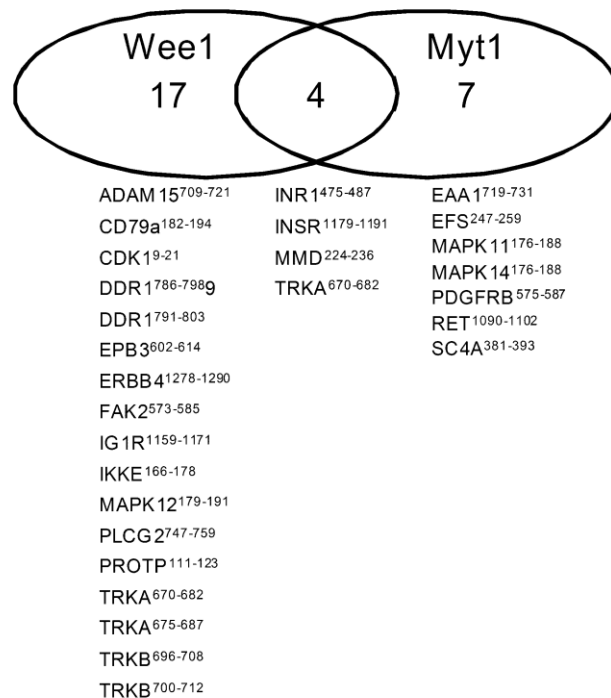 Wee1
Myt1
17
4
7
ADAM15709-721
CD79a182-194
CDK19-21
DDR1786-7989
DDR1791-803
EPB3602-614
ERBB41278-1290
FAK2573-585
IG1R1159-1171
IKKE166-178
MAPK12179-191
PLCG2747-759
PROTP111-123
TRKA670-682
TRKA675-687
TRKB696-708
TRKB700-712
INR1475-487
INSR1179-1191
MMD224-236
TRKA670-682
EAA1719-731
EFS247-259
MAPK11176-188
MAPK14176-188
PDGFRB575-587
RET1090-1102
SC4A381-393